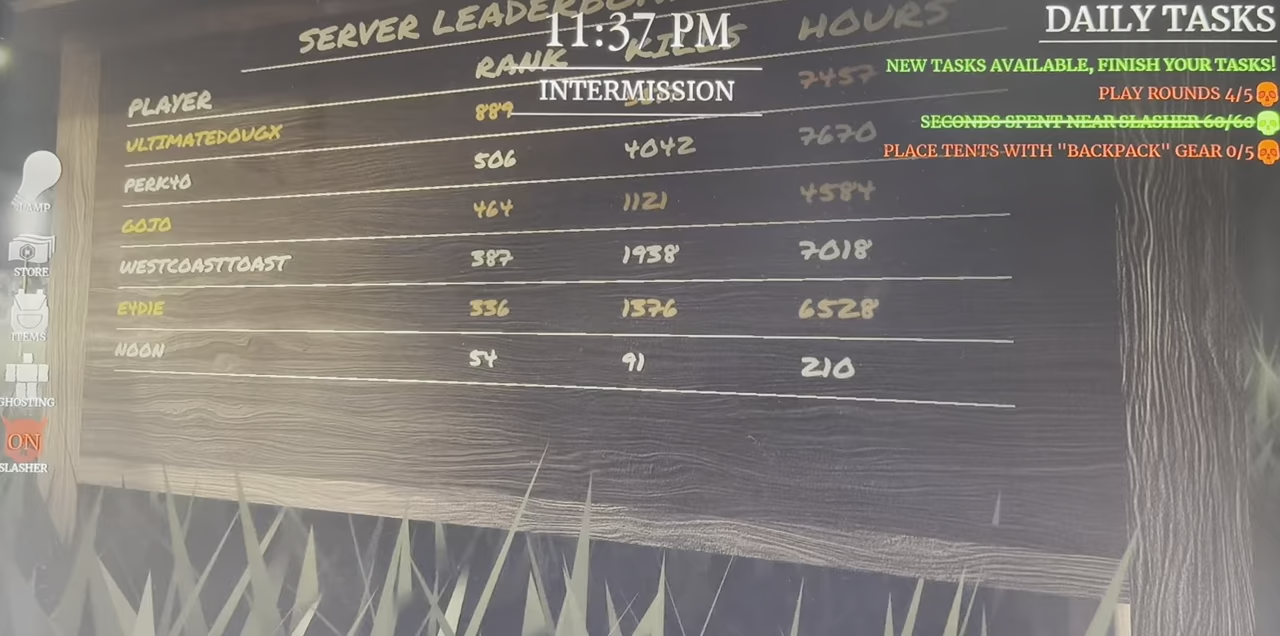 SERVER LEADERBOARD
11:37 PM
INTERMISSION
PLAYER RANK KILLS HOURS
ULTIMATEDOUGX 889 7457
PERK40 506 4042 7670
GOJO 464 1121 4584
WESTCOASTTOAST 387 1938 7018
EYDIE 336 1376 6528
NOON 54 91 210
DAILY TASKS
NEW TASKS AVAILABLE, FINISH YOUR TASKS!
PLAY ROUNDS 4/5
SECONDS SPENT NEAR SLASHER 60/60
PLACE TENTS WITH "BACKPACK" GEAR 0/5
LAMP
STORE
ITEMS
GHOSTING
ON
SLASHER